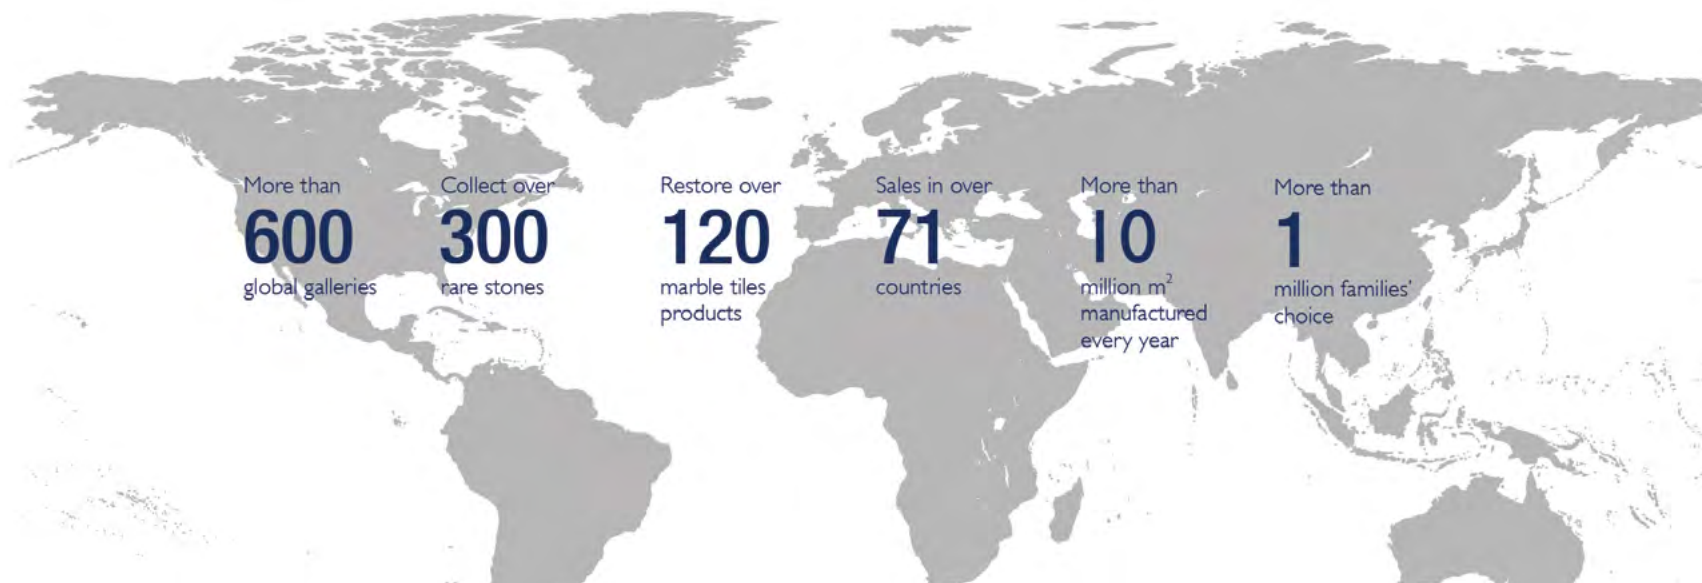 More than
600
global galleries
Collect over
300
rare stones
Restore over
120
marble tiles
products
Sales in over
71
countries
More than
10
million m²
manufactured
every year
More than
1
million families’
choice